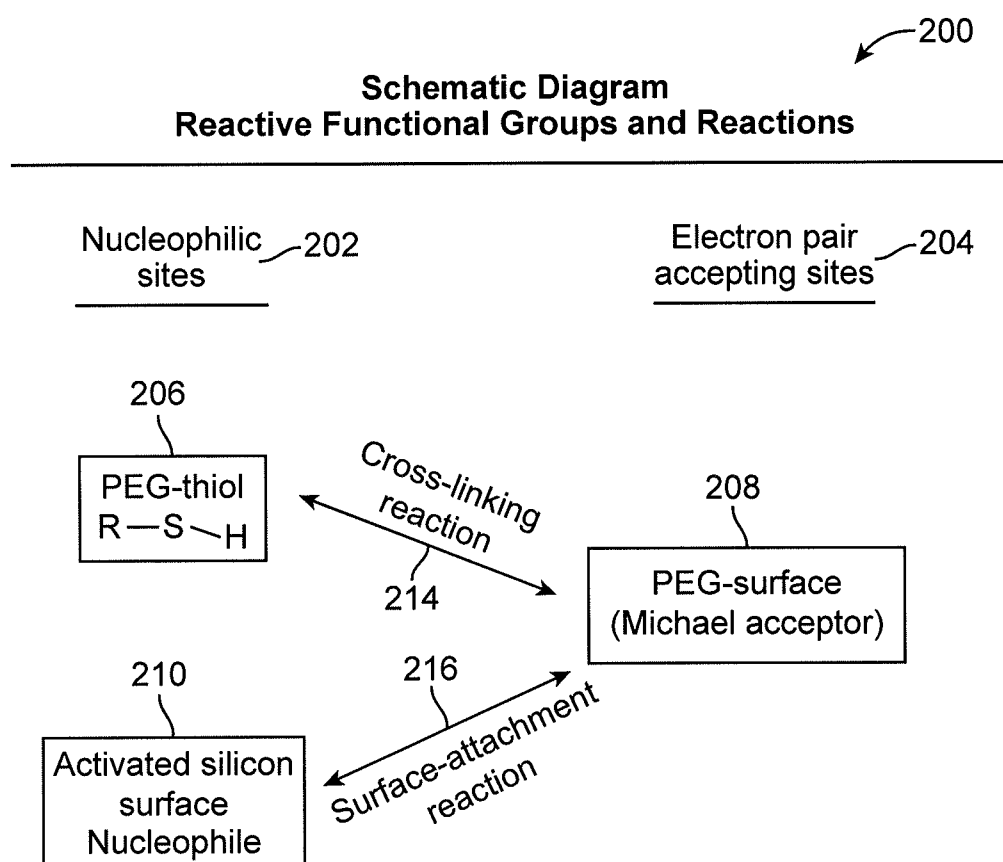 200
Schematic Diagram
Reactive Functional Groups and Reactions
Nucleophilic
sites
202
Electron pair
accepting sites
204
206
PEG-thiol
R—S—H
Cross-linking
reaction
214
208
PEG-surface
(Michael acceptor)
210
Activated silicon
surface
Nucleophile
216
Surface-attachment
reaction